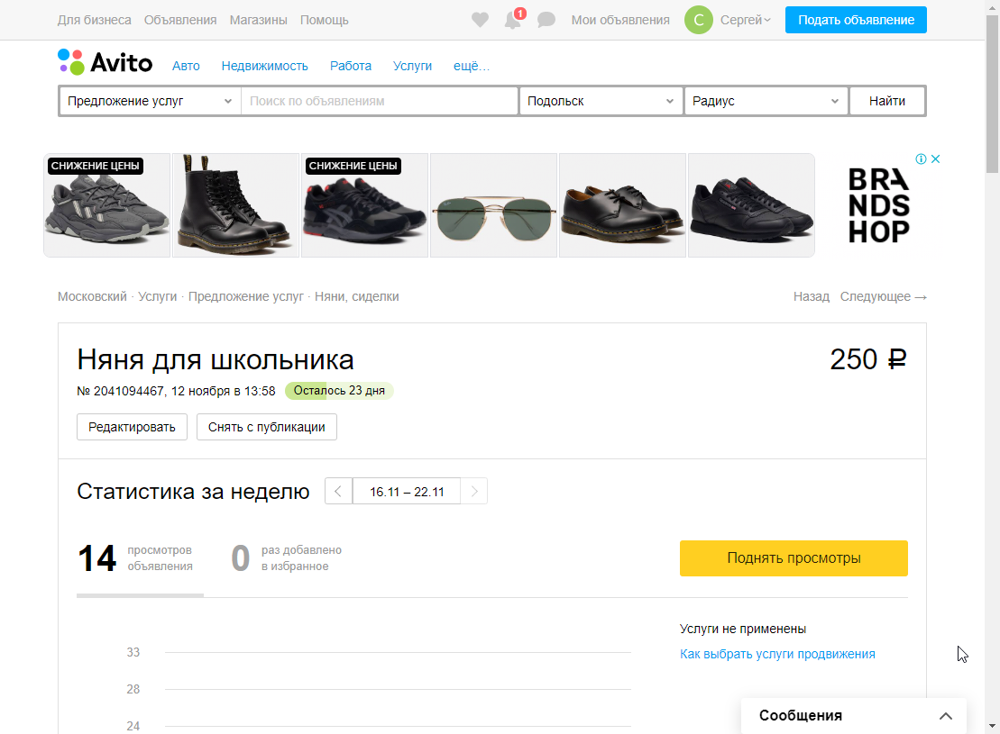 Для бизнеса Объявления Магазины Помощь 1 Мои объявления С Сергей Подать объявление
Avito Авто Недвижимость Работа Услуги ещё...
Предложение услуг Поиск по объявлениям Подольск Радиус Найти
СНИЖЕНИЕ ЦЕНЫ СНИЖЕНИЕ ЦЕНЫ
BRA
NDS
HOP
Московский · Услуги · Предложение услуг · Няни, сиделки Назад Следующее →
Няня для школьника 250 ₽
№ 2041094467, 12 ноября в 13:58 Осталось 23 дня
Редактировать Снять с публикации
Статистика за неделю 16.11 – 22.11
14 просмотров объявления 0 раз добавлено в избранное Поднять просмотры
Услуги не применены
Как выбрать услуги продвижения
33
28
24
Сообщения